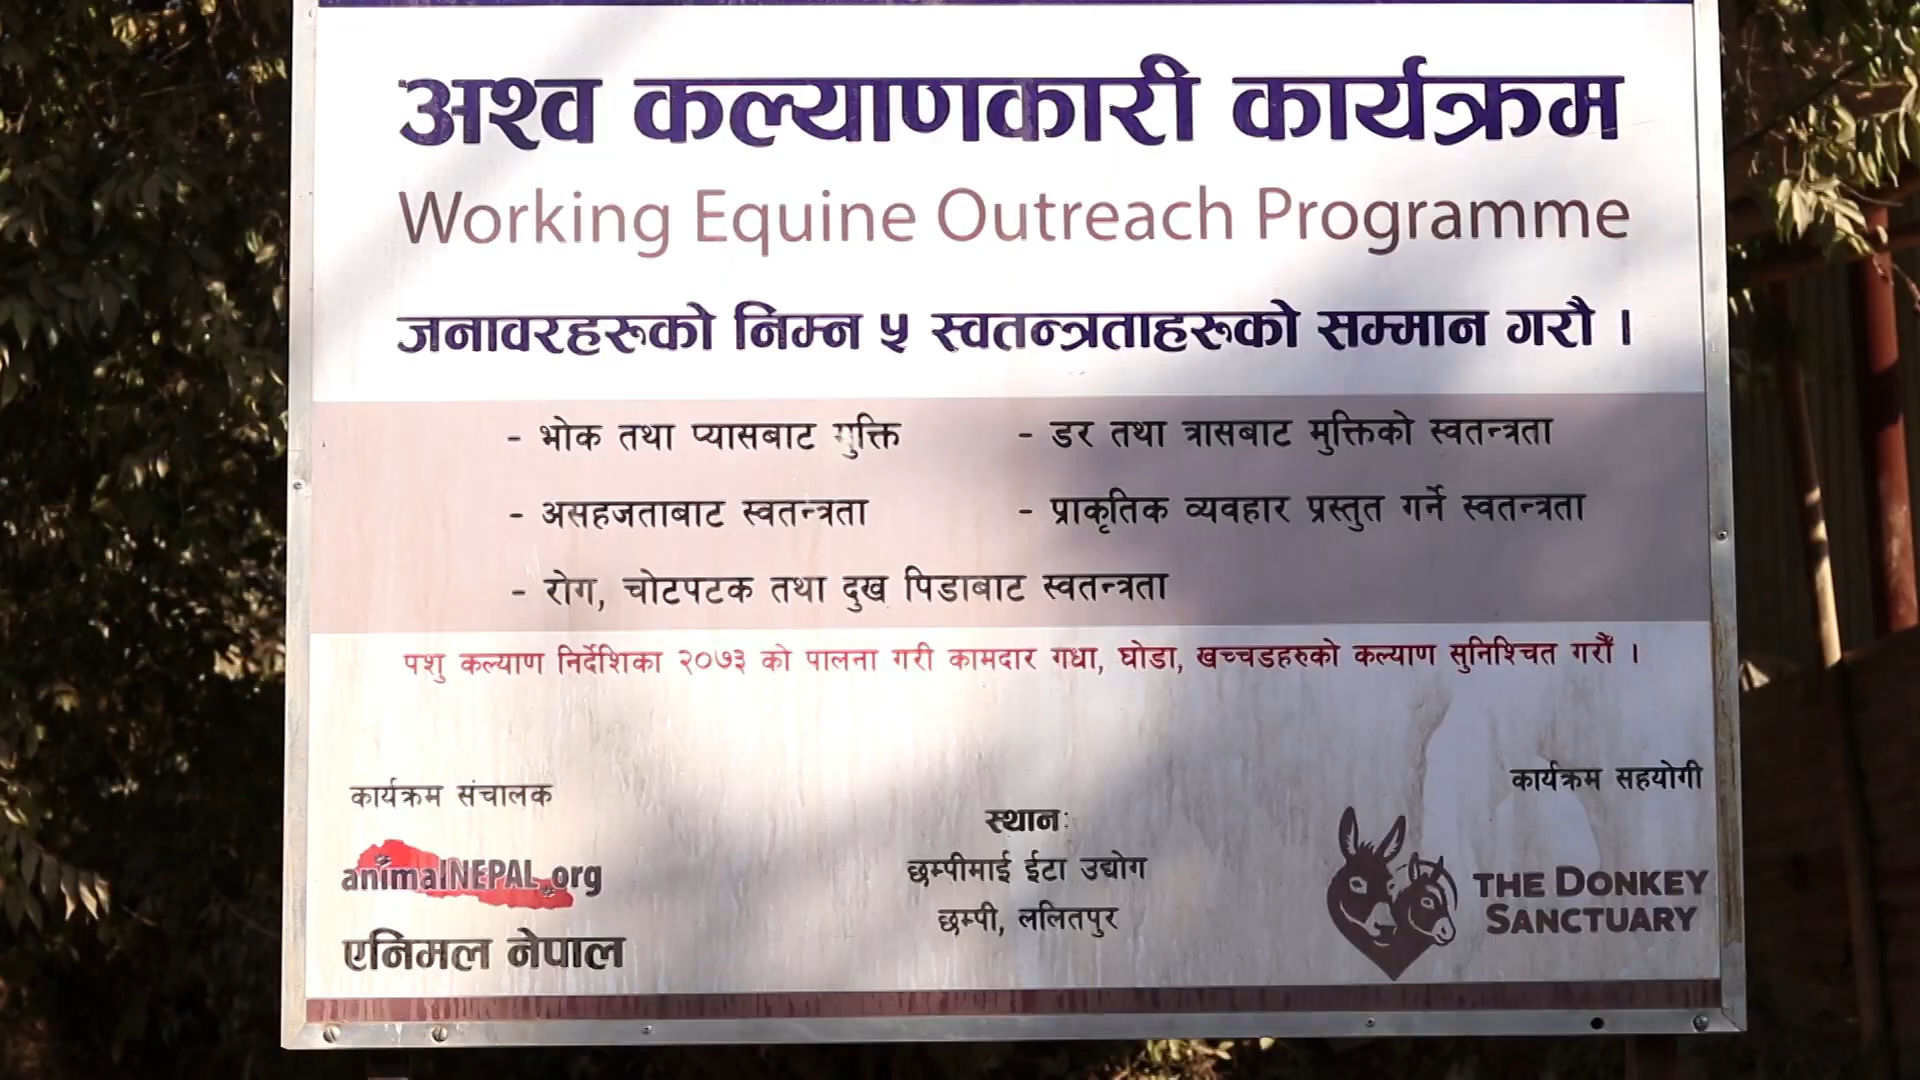 अश्व कल्याणकारी कार्यक्रम
Working Equine Outreach Programme
जनावरहरूको निम्न ५ स्वतन्त्रताहरूको सम्मान गरौ ।
- भोक तथा प्यासबाट मुक्ति
- डर तथा त्रासबाट मुक्तिको स्वतन्त्रता
- असहजताबाट स्वतन्त्रता
- प्राकृतिक व्यवहार प्रस्तुत गर्ने स्वतन्त्रता
- रोग, चोटपटक तथा दुख पिडाबाट स्वतन्त्रता
पशु कल्याण निर्देशिका २०७३ को पालना गरी कामदार गधा, घोडा, खच्चडहरुको कल्याण सुनिश्चित गरौँ ।
कार्यक्रम संचालक
animalNEPAL.org
एनिमल नेपाल
स्थान:
छम्पीमाई ईटा उद्योग
छम्पी, ललितपुर
कार्यक्रम सहयोगी
THE DONKEY
SANCTUARY